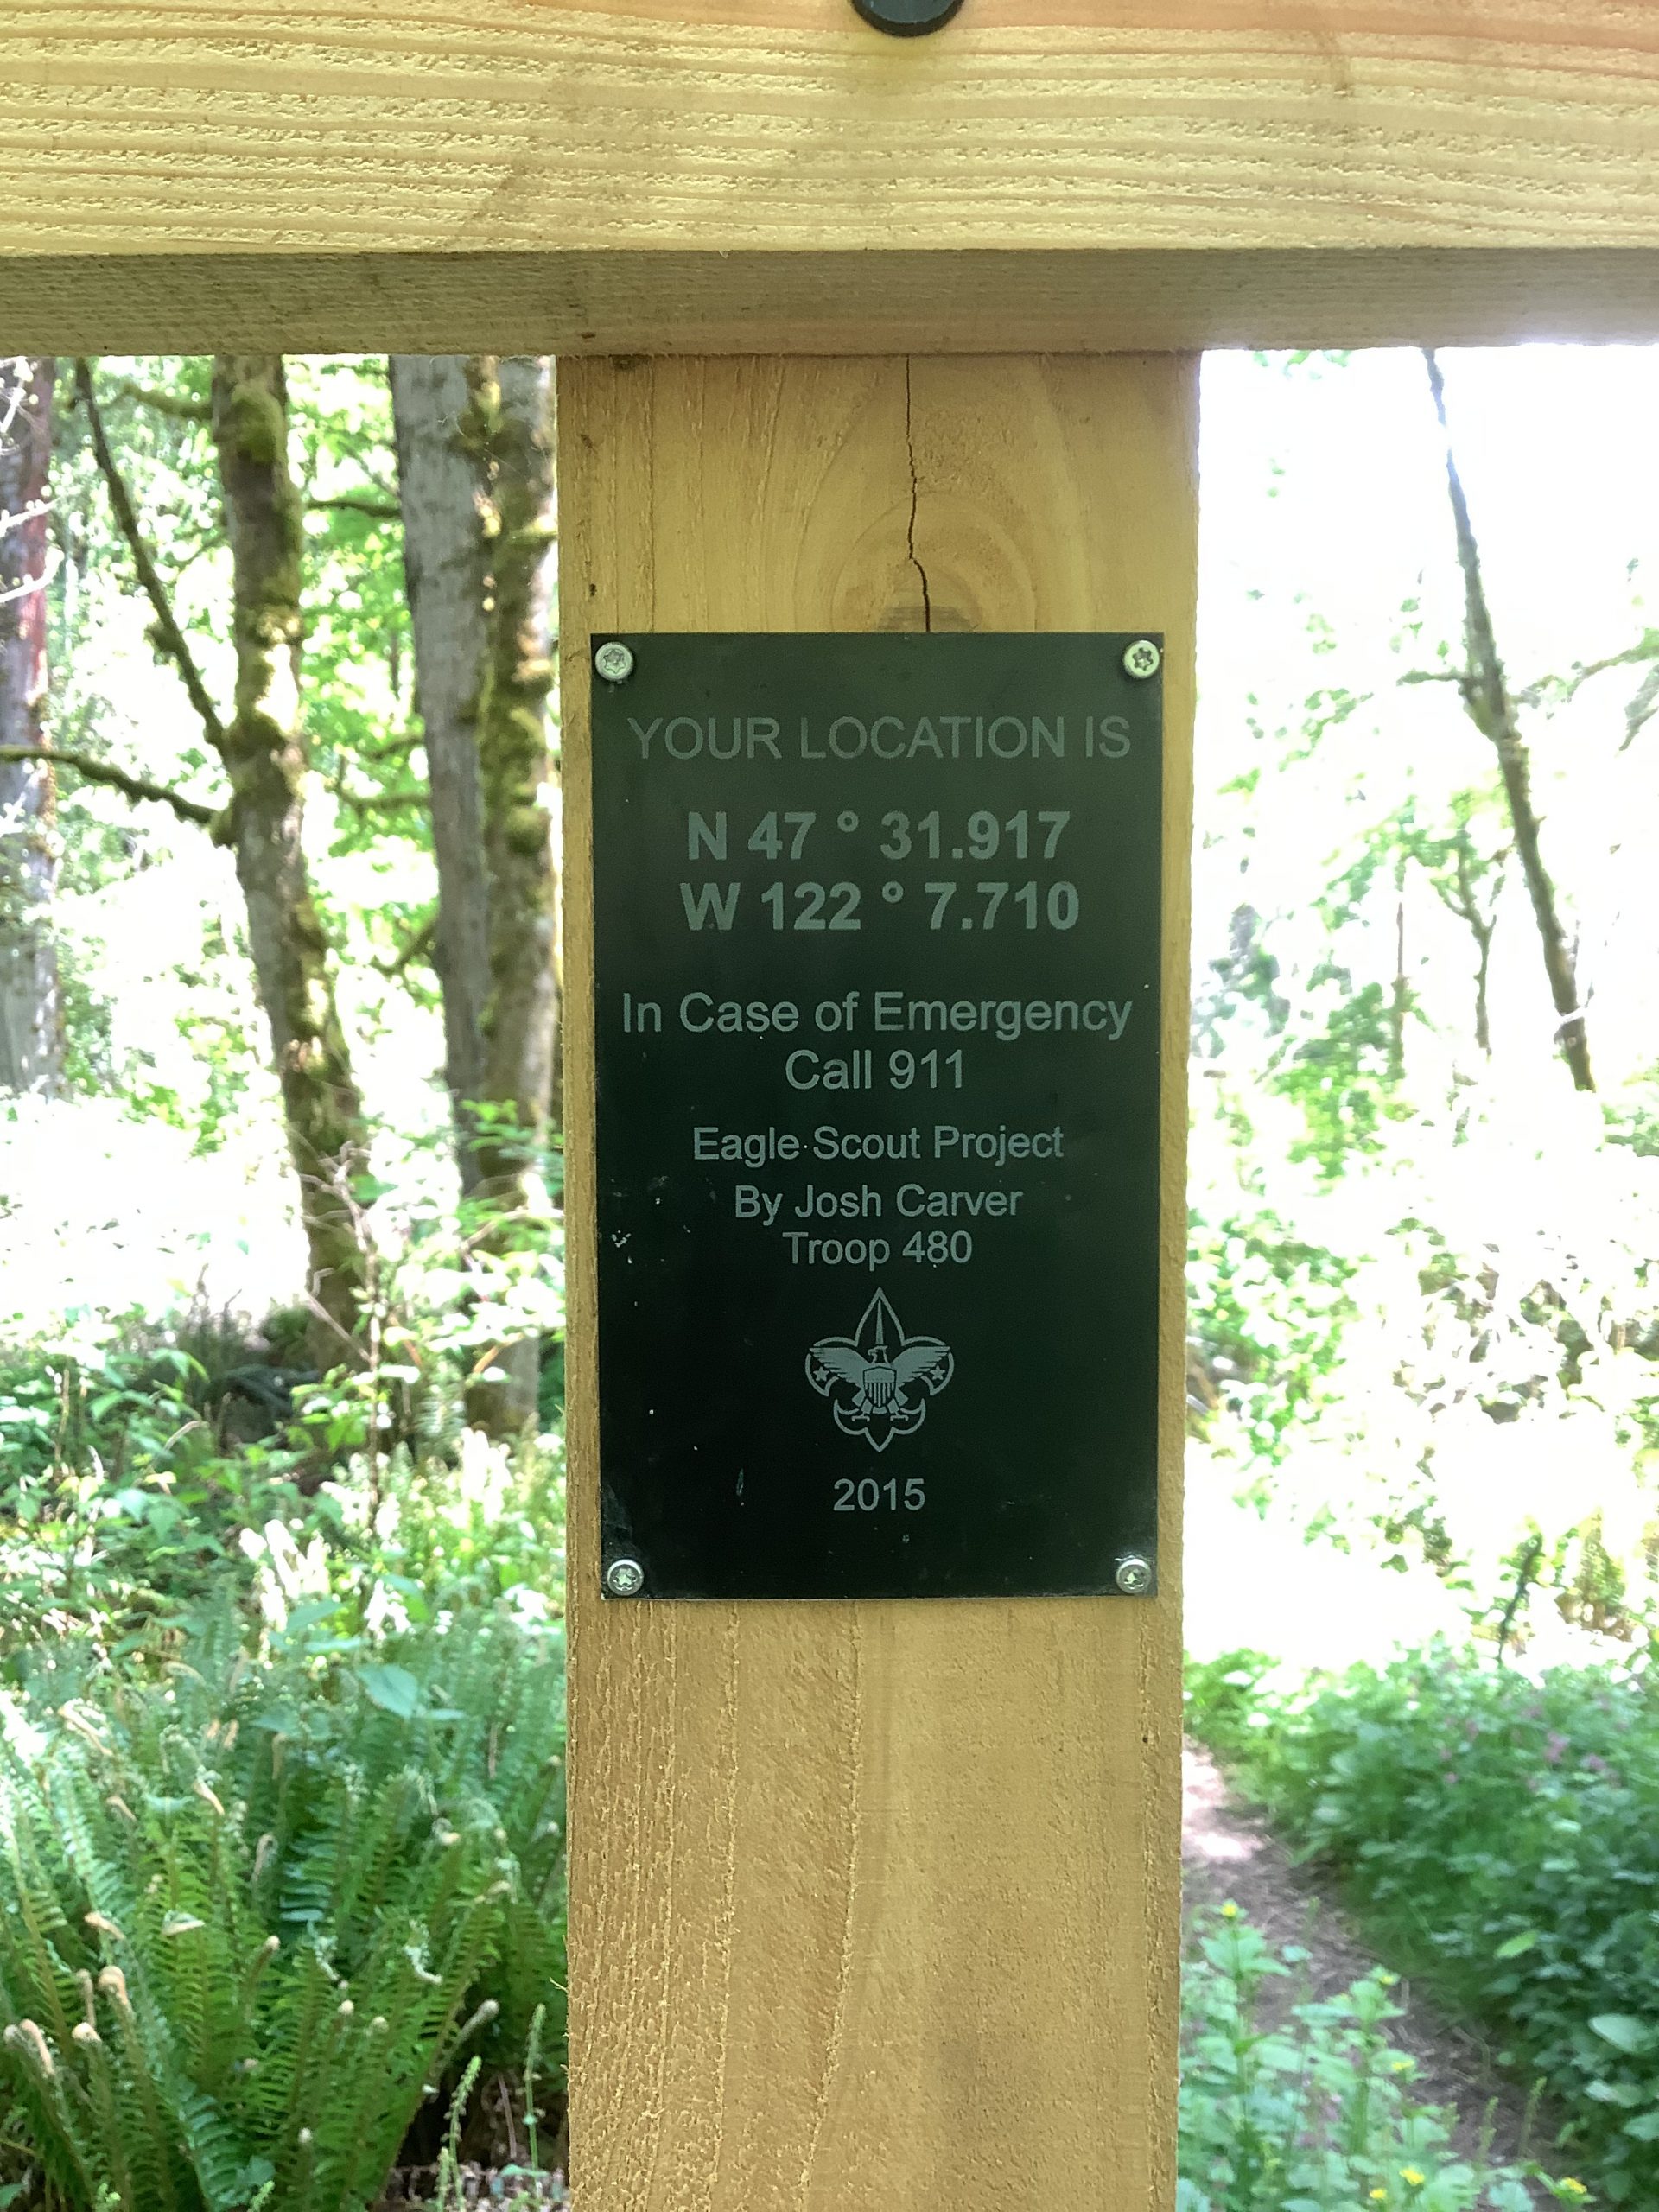 YOUR LOCATION IS
N 47 ° 31.917
W 122 ° 7.710
In Case of Emergency
Call 911
Eagle Scout Project
By Josh Carver
Troop 480
2015